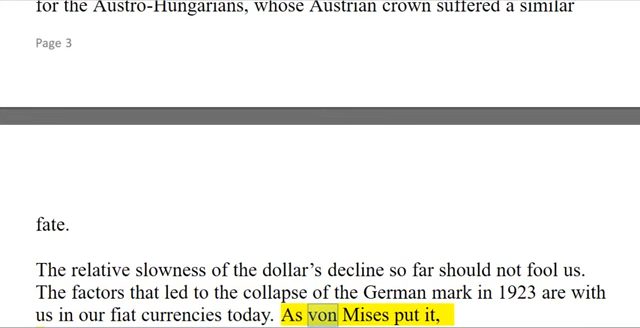 for the Austro-Hungarians, whose Austrian crown suffered a similar
Page 3
fate.
The relative slowness of the dollar’s decline so far should not fool us.
The factors that led to the collapse of the German mark in 1923 are with
us in our fiat currencies today. As von Mises put it,